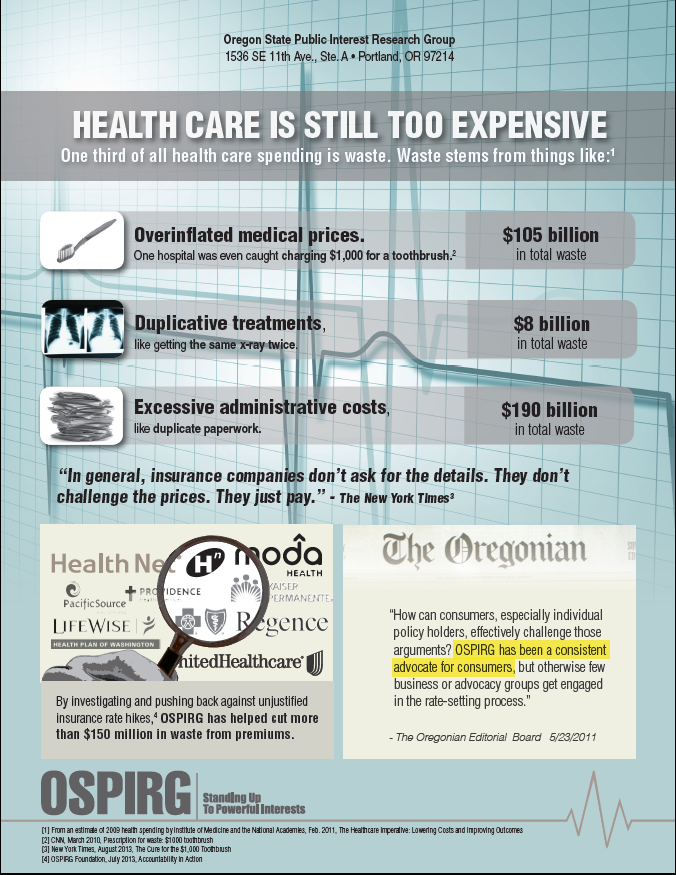 Oregon State Public Interest Research Group
1536 SE 11th Ave., Ste. A • Portland, OR 97214
HEALTH CARE IS STILL TOO EXPENSIVE
One third of all health care spending is waste. Waste stems from things like:¹
Overinflated medical prices.
One hospital was even caught charging $1,000 for a toothbrush.²
$105 billion
in total waste
Duplicative treatments,
like getting the same x-ray twice.
$8 billion
in total waste
Excessive administrative costs,
like duplicate paperwork.
$190 billion
in total waste
“In general, insurance companies don’t ask for the details. They don’t
challenge the prices. They just pay.” - The New York Times³
Health Net
Hn
moda
HEALTH
PacificSource
PROVIDENCE
KAISER
PERMANENTE
LIFEWISE
HEALTH PLAN OF WASHINGTON
Regence
UnitedHealthcare
By investigating and pushing back against unjustified
insurance rate hikes,⁴ OSPIRG has helped cut more
than $150 million in waste from premiums.
The Oregonian
“How can consumers, especially individual
policy holders, effectively challenge those
arguments? OSPIRG has been a consistent
advocate for consumers, but otherwise few
business or advocacy groups get engaged
in the rate-setting process.”
- The Oregonian Editorial Board 5/23/2011
OSPIRG
Standing Up
To Powerful Interests
[1] From an estimate of 2009 health spending by Institute of Medicine and the National Academies, Feb. 2011, The Healthcare Imperative: Lowering Costs and Improving Outcomes
[2] CNN, March 2010, Prescription for waste: $1000 toothbrush
[3] New York Times, August 2013, The Cure for the $1,000 Toothbrush
[4] OSPIRG Foundation, July 2013, Accountability in Action